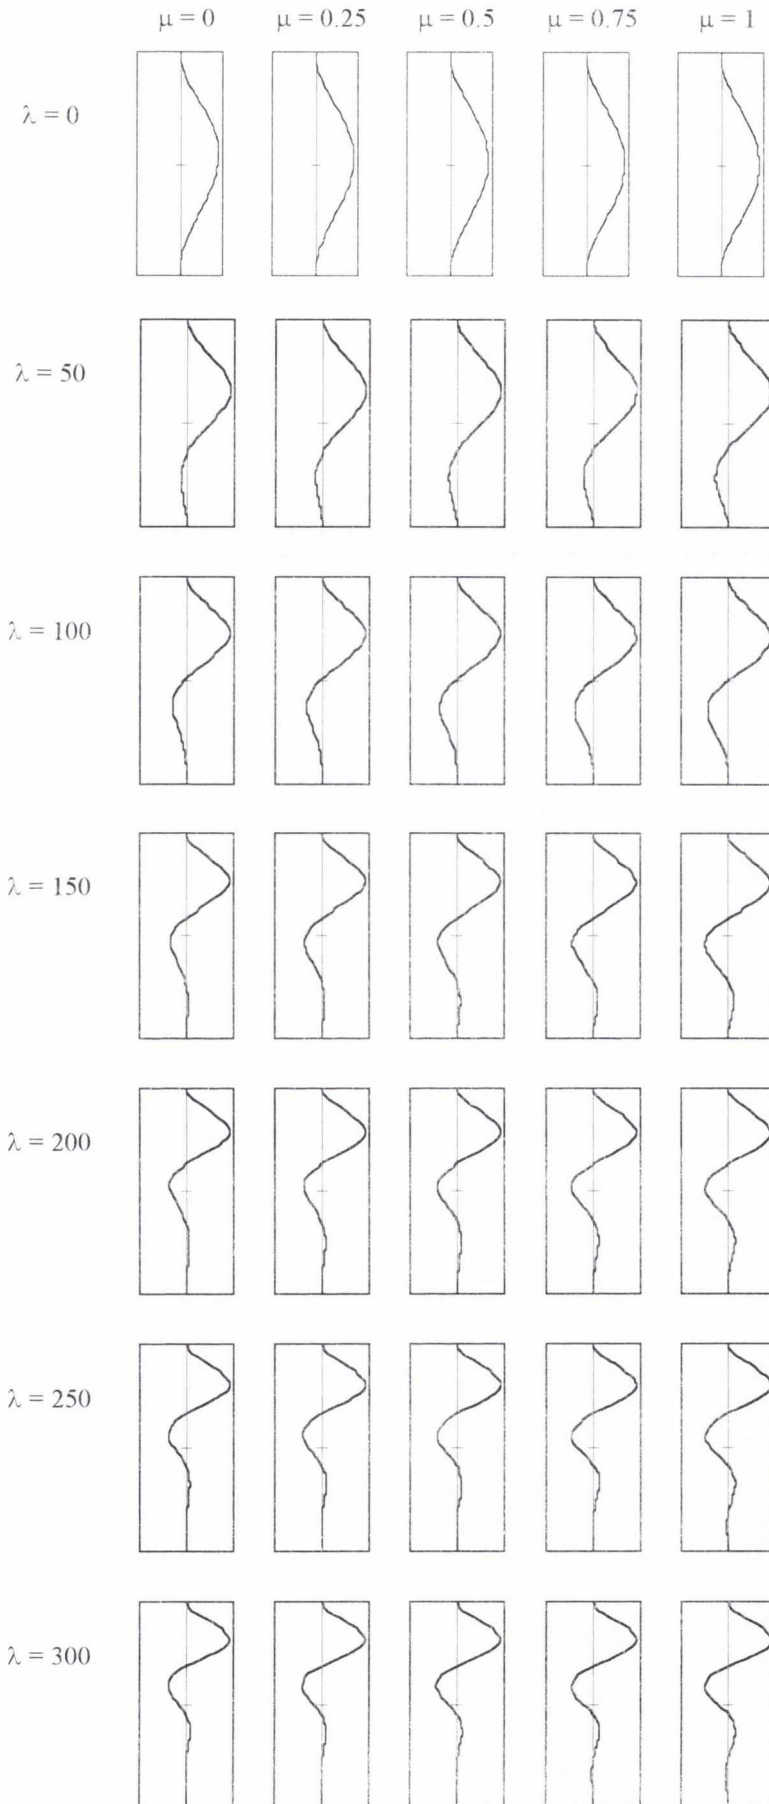 μ = 0 μ = 0.25 μ = 0.5 μ = 0.75 μ = 1
λ = 0
λ = 50
λ = 100
λ = 150
λ = 200
λ = 250
λ = 300